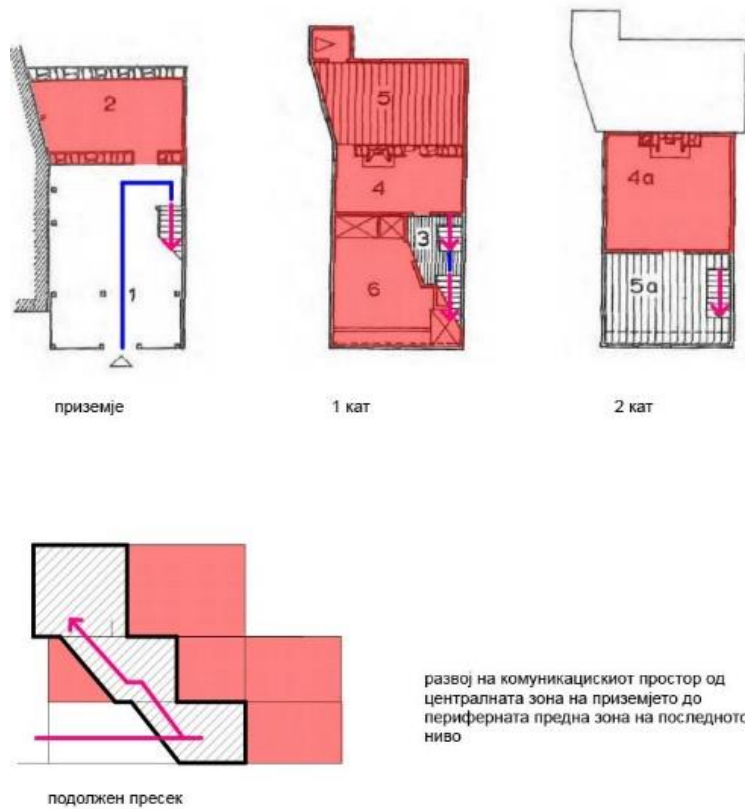 2
1
5
4
3
6
4a
5a
приземје
1 кат
2 кат
развој на комуникацискиот простор од
централната зона на приземјето до
периферната предна зона на последното
ниво
подолжен пресек